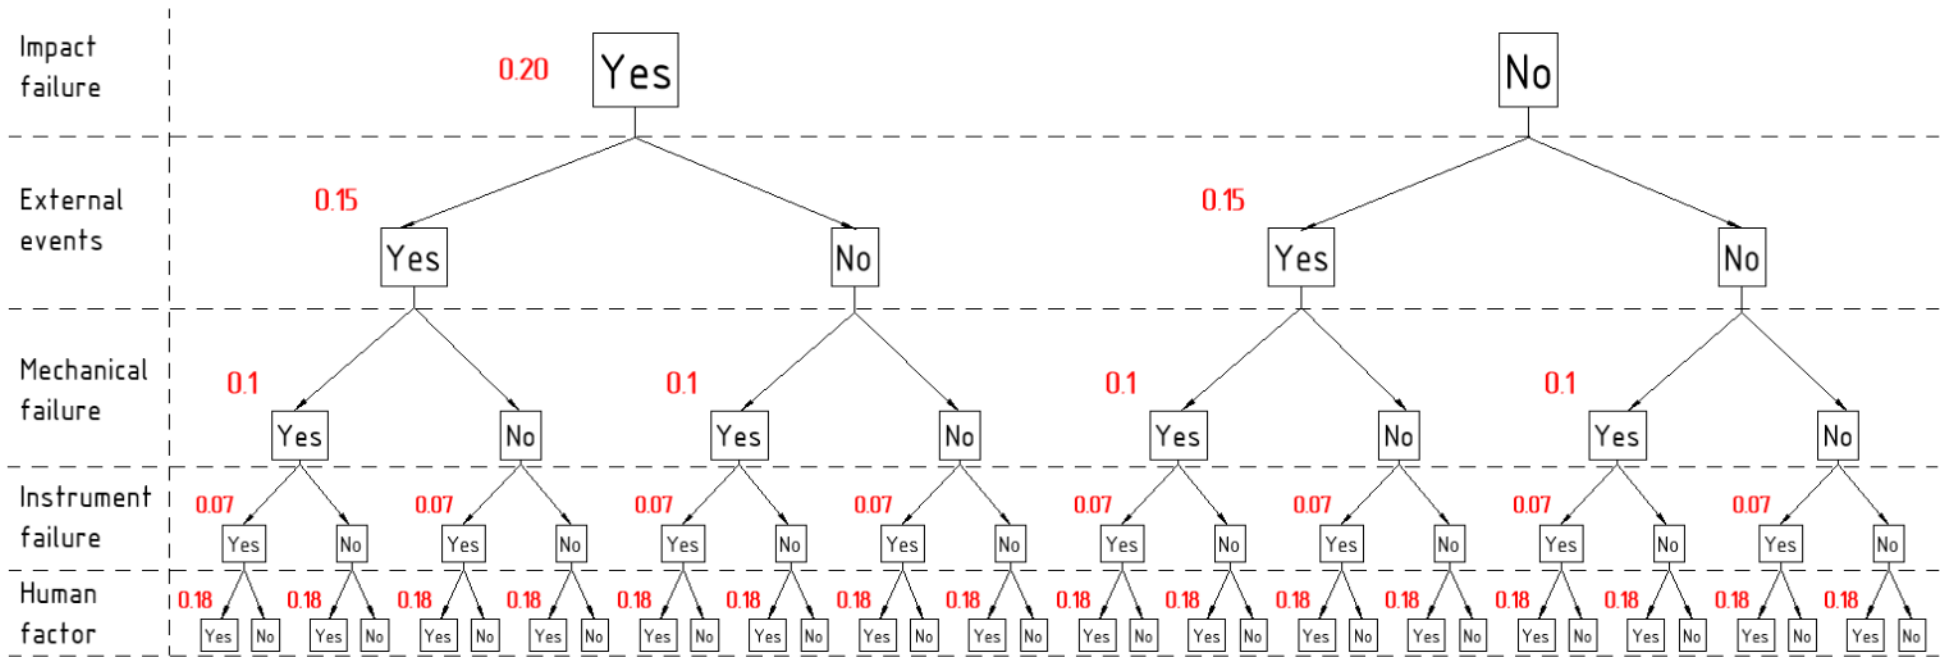 Impact
failure
0.20 Yes No
External
events
0.15 0.15
Yes No Yes No
Mechanical
failure
0.1 0.1 0.1 0.1
Yes No Yes No Yes No Yes No
Instrument
failure
0.07 0.07 0.07 0.07 0.07 0.07 0.07 0.07
Yes No Yes No Yes No Yes No Yes No Yes No Yes No Yes No
Human
factor
0.18 0.18 0.18 0.18 0.18 0.18 0.18 0.18 0.18 0.18 0.18 0.18 0.18 0.18 0.18 0.18
Yes No Yes No Yes No Yes No Yes No Yes No Yes No Yes No Yes No Yes No Yes No Yes No Yes No Yes No Yes No Yes No